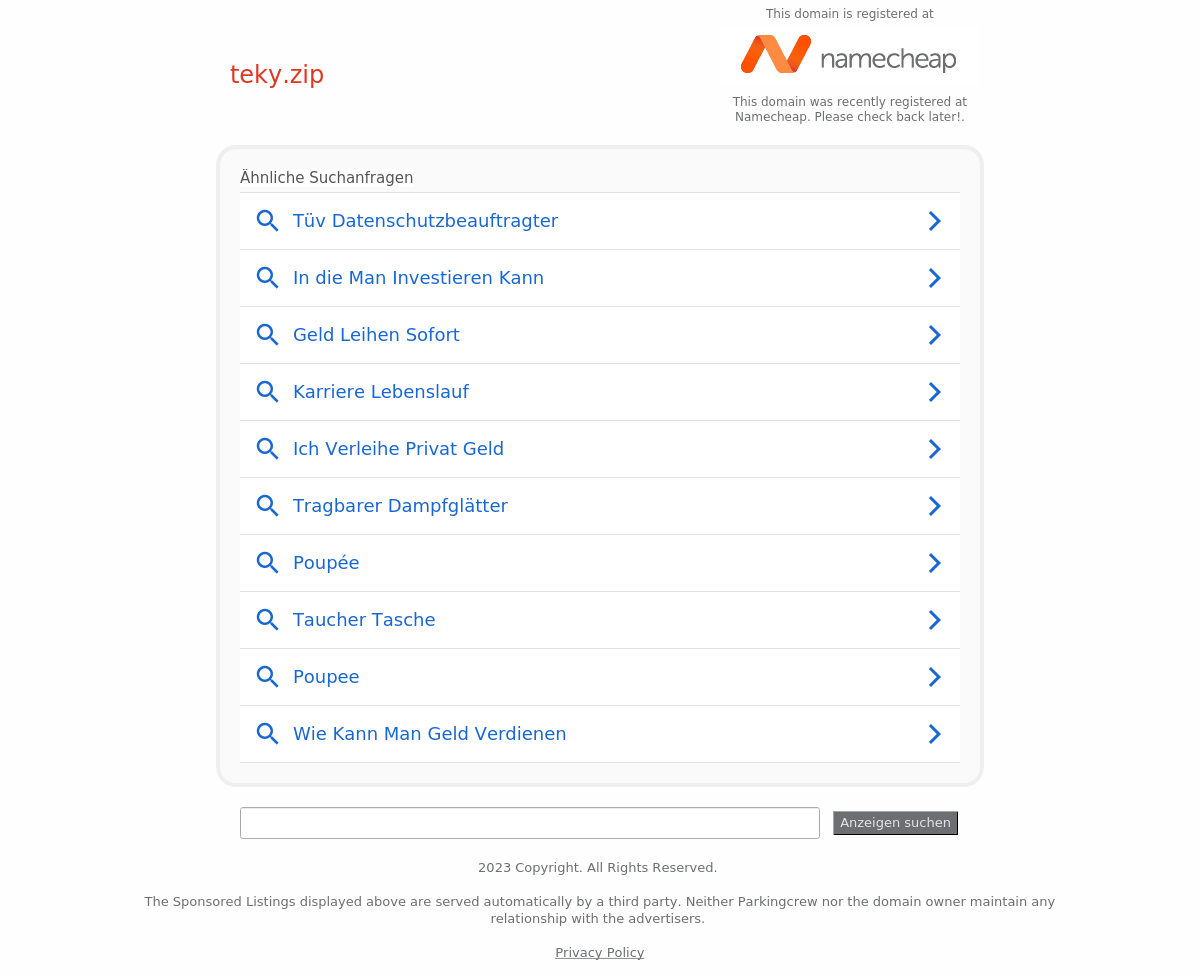 This domain is registered at
namecheap
teky.zip
This domain was recently registered at
Namecheap. Please check back later!.
Ähnliche Suchanfragen
Tüv Datenschutzbeauftragter
In die Man Investieren Kann
Geld Leihen Sofort
Karriere Lebenslauf
Ich Verleihe Privat Geld
Tragbarer Dampfglätter
Poupée
Taucher Tasche
Poupee
Wie Kann Man Geld Verdienen
Anzeigen suchen
2023 Copyright. All Rights Reserved.
The Sponsored Listings displayed above are served automatically by a third party. Neither Parkingcrew nor the domain owner maintain any
relationship with the advertisers.
Privacy Policy